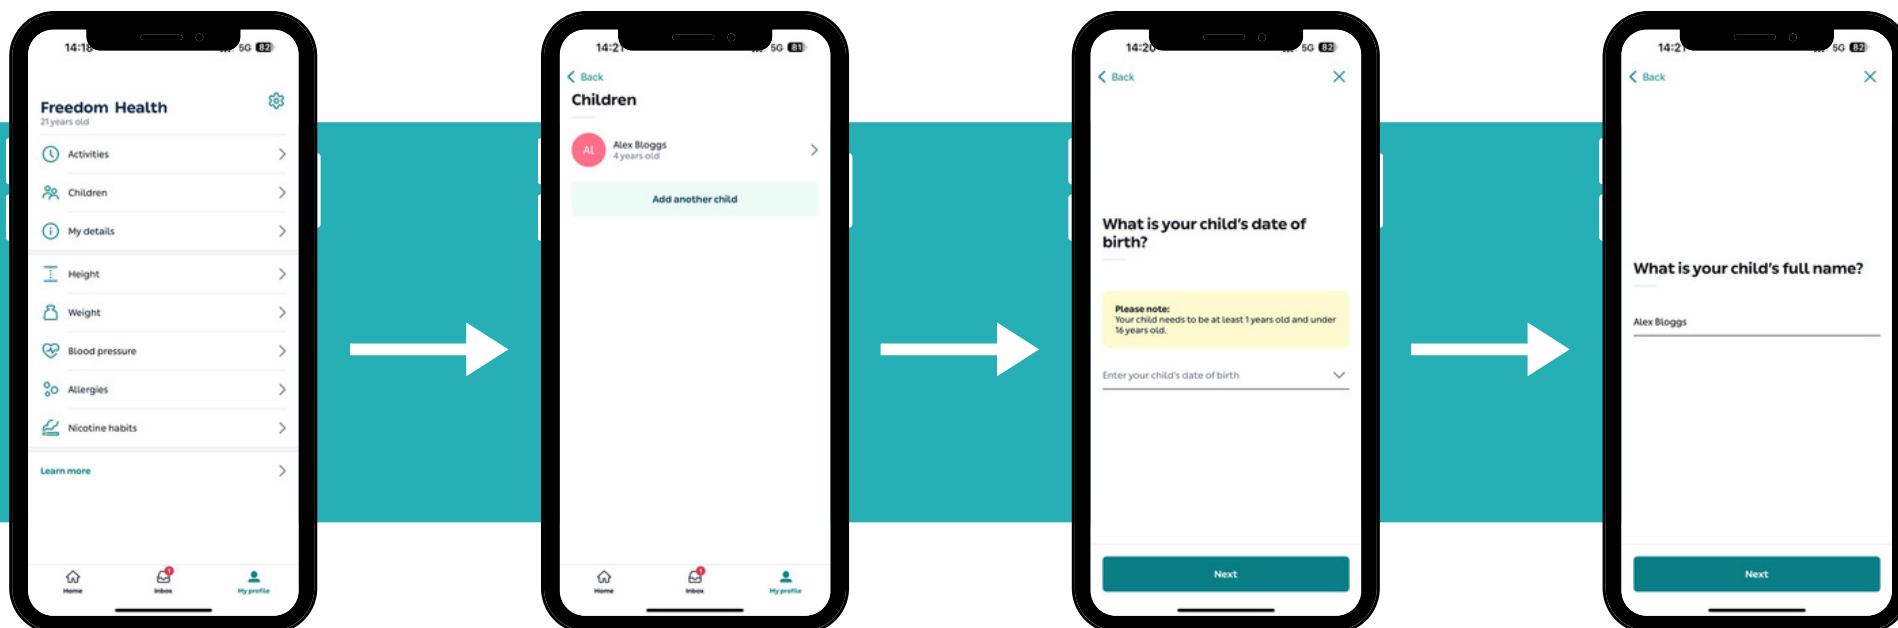 14:18
5G 82
Freedom Health
21 years old
Activities
Children
My details
Height
Weight
Blood pressure
Allergies
Nicotine habits
Learn more
Home
1
Inbox
My profile
14:21
5G 81
Back
Children
AL
Alex Bloggs
4 years old
Add another child
Home
1
Inbox
My profile
14:20
5G 82
Back
What is your child's date of
birth?
Please note:
Your child needs to be at least 1 years old and under
16 years old.
Enter your child's date of birth
Next
14:21
5G 82
Back
What is your child's full name?
Alex Bloggs
Next